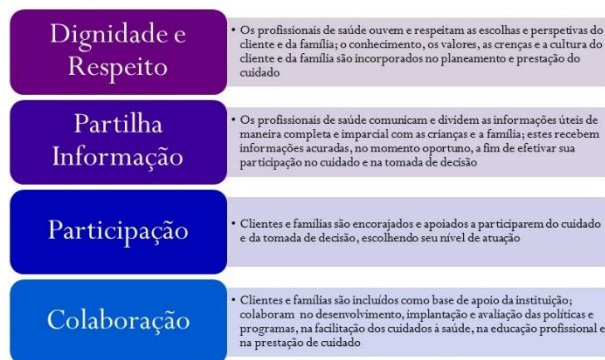 Dignidade e
Respeito
• Os profissionais de saúde ouvem e respeitam as escolhas e perspetivas do
cliente e da família; o conhecimento, os valores, as crenças e a cultura do
cliente e da família são incorporados no planeamento e prestação do
cuidado
Partilha
Informação
• Os profissionais de saúde comunicam e dividem as informações úteis de
maneira completa e imparcial com as crianças e a família; estes recebem
informações acuradas, no momento oportuno, a fim de efetivar sua
participação no cuidado e na tomada de decisão
Participação
• Clientes e famílias são encorajados e apoiados a participarem do cuidado
e da tomada de decisão, escolhendo seu nível de atuação
Colaboração
• Clientes e famílias são incluídos como base de apoio da instituição;
colaboram no desenvolvimento, implantação e avaliação das políticas e
programas, na facilitação dos cuidados à saúde, na educação profissional e
na prestação de cuidado